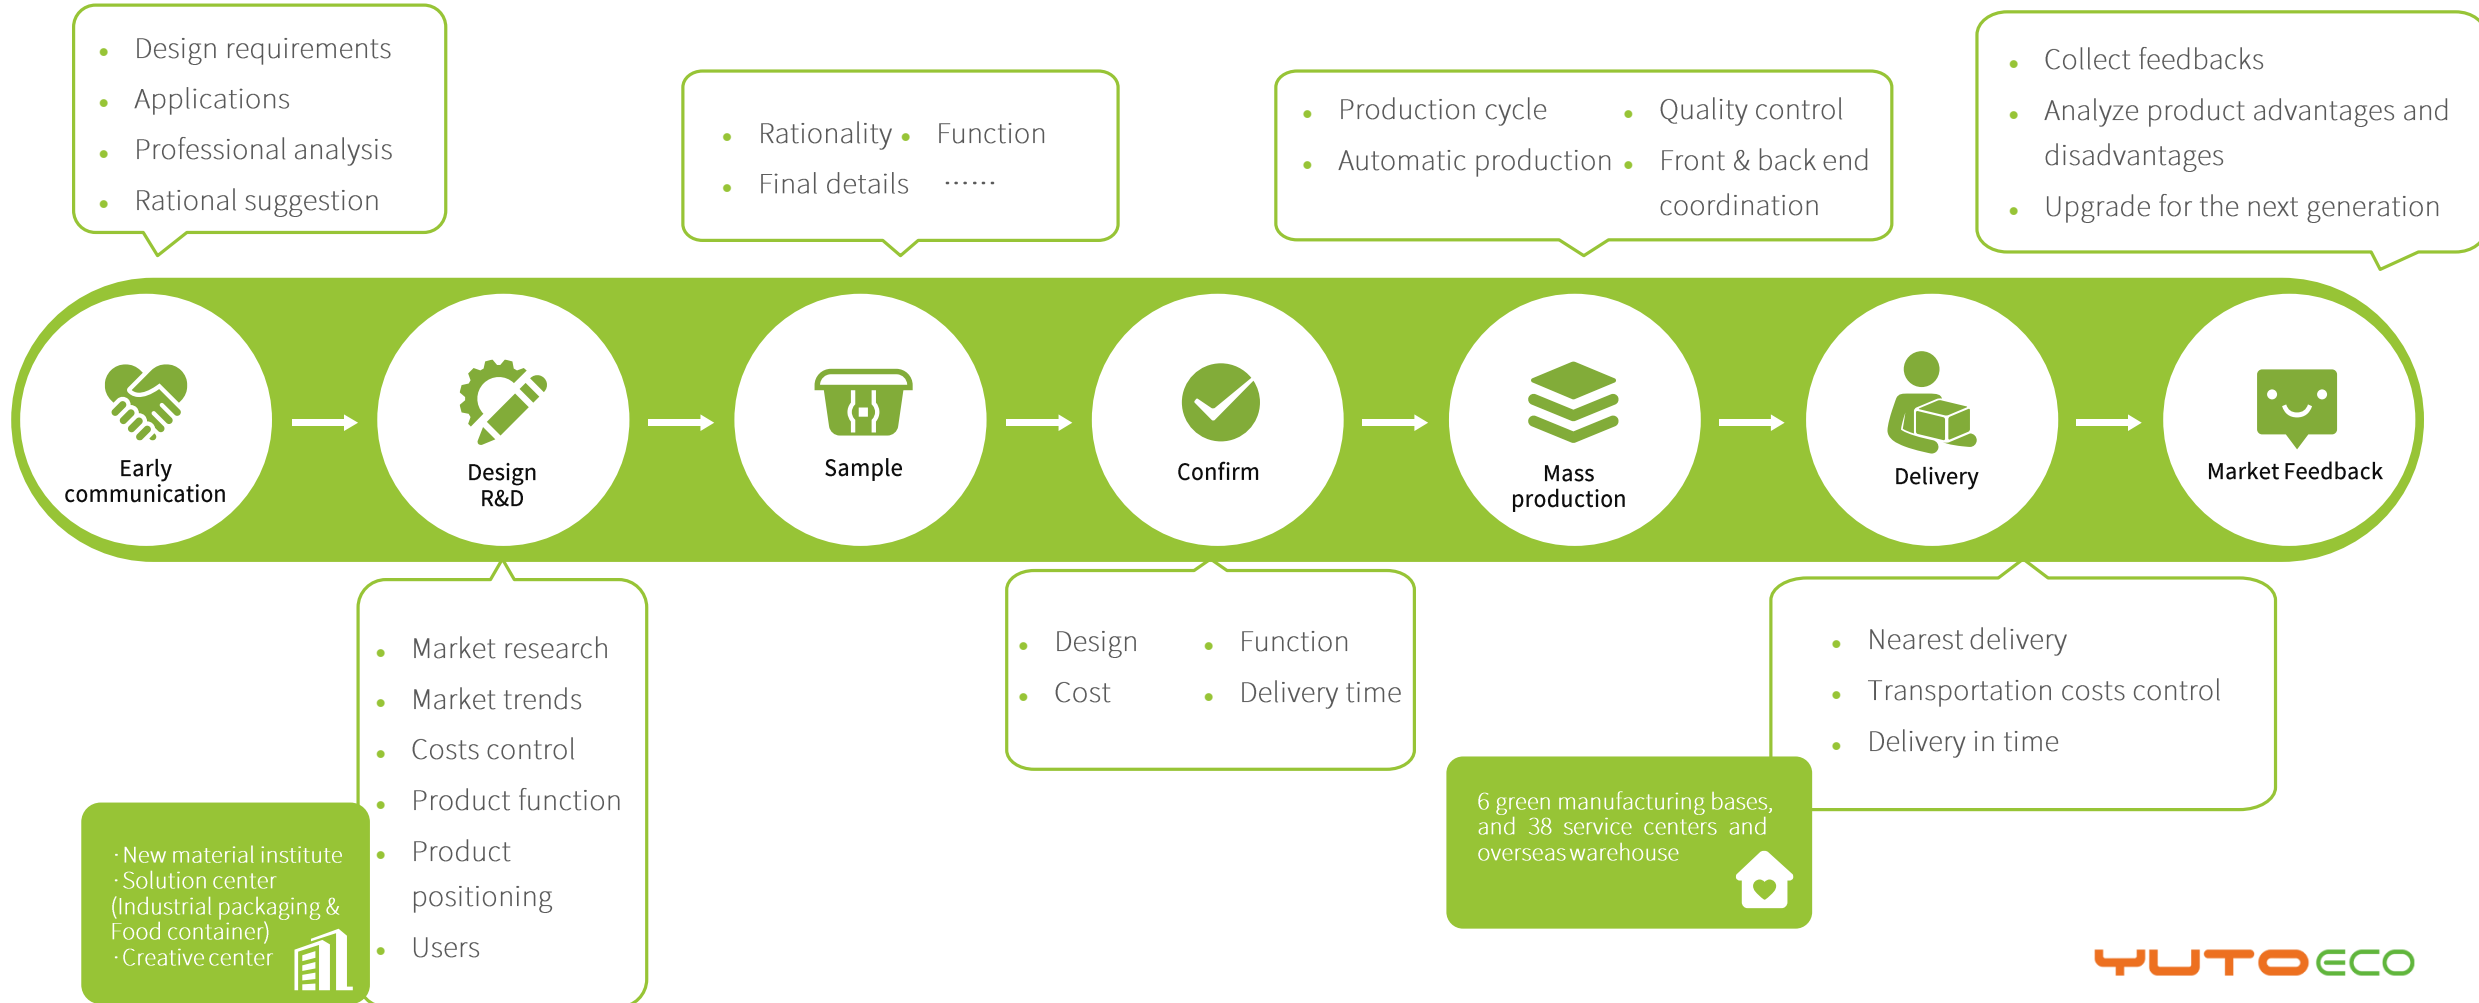 Design requirements
Applications
Professional analysis
Rational suggestion
Rationality
Function
Final details
……
Production cycle
Quality control
Automatic production
Front & back end
coordination
Collect feedbacks
Analyze product advantages and
disadvantages
Upgrade for the next generation
Early
communication
Design
R&D
Sample
Confirm
Mass
production
Delivery
Market Feedback
Market research
Market trends
Costs control
Product function
Product
positioning
Users
· New material institute
· Solution center
(Industrial packaging &
Food container)
· Creative center
Design
Function
Cost
Delivery time
Nearest delivery
Transportation costs control
Delivery in time
6 green manufacturing bases,
and 38 service centers and
overseas warehouse
YUTO ECO